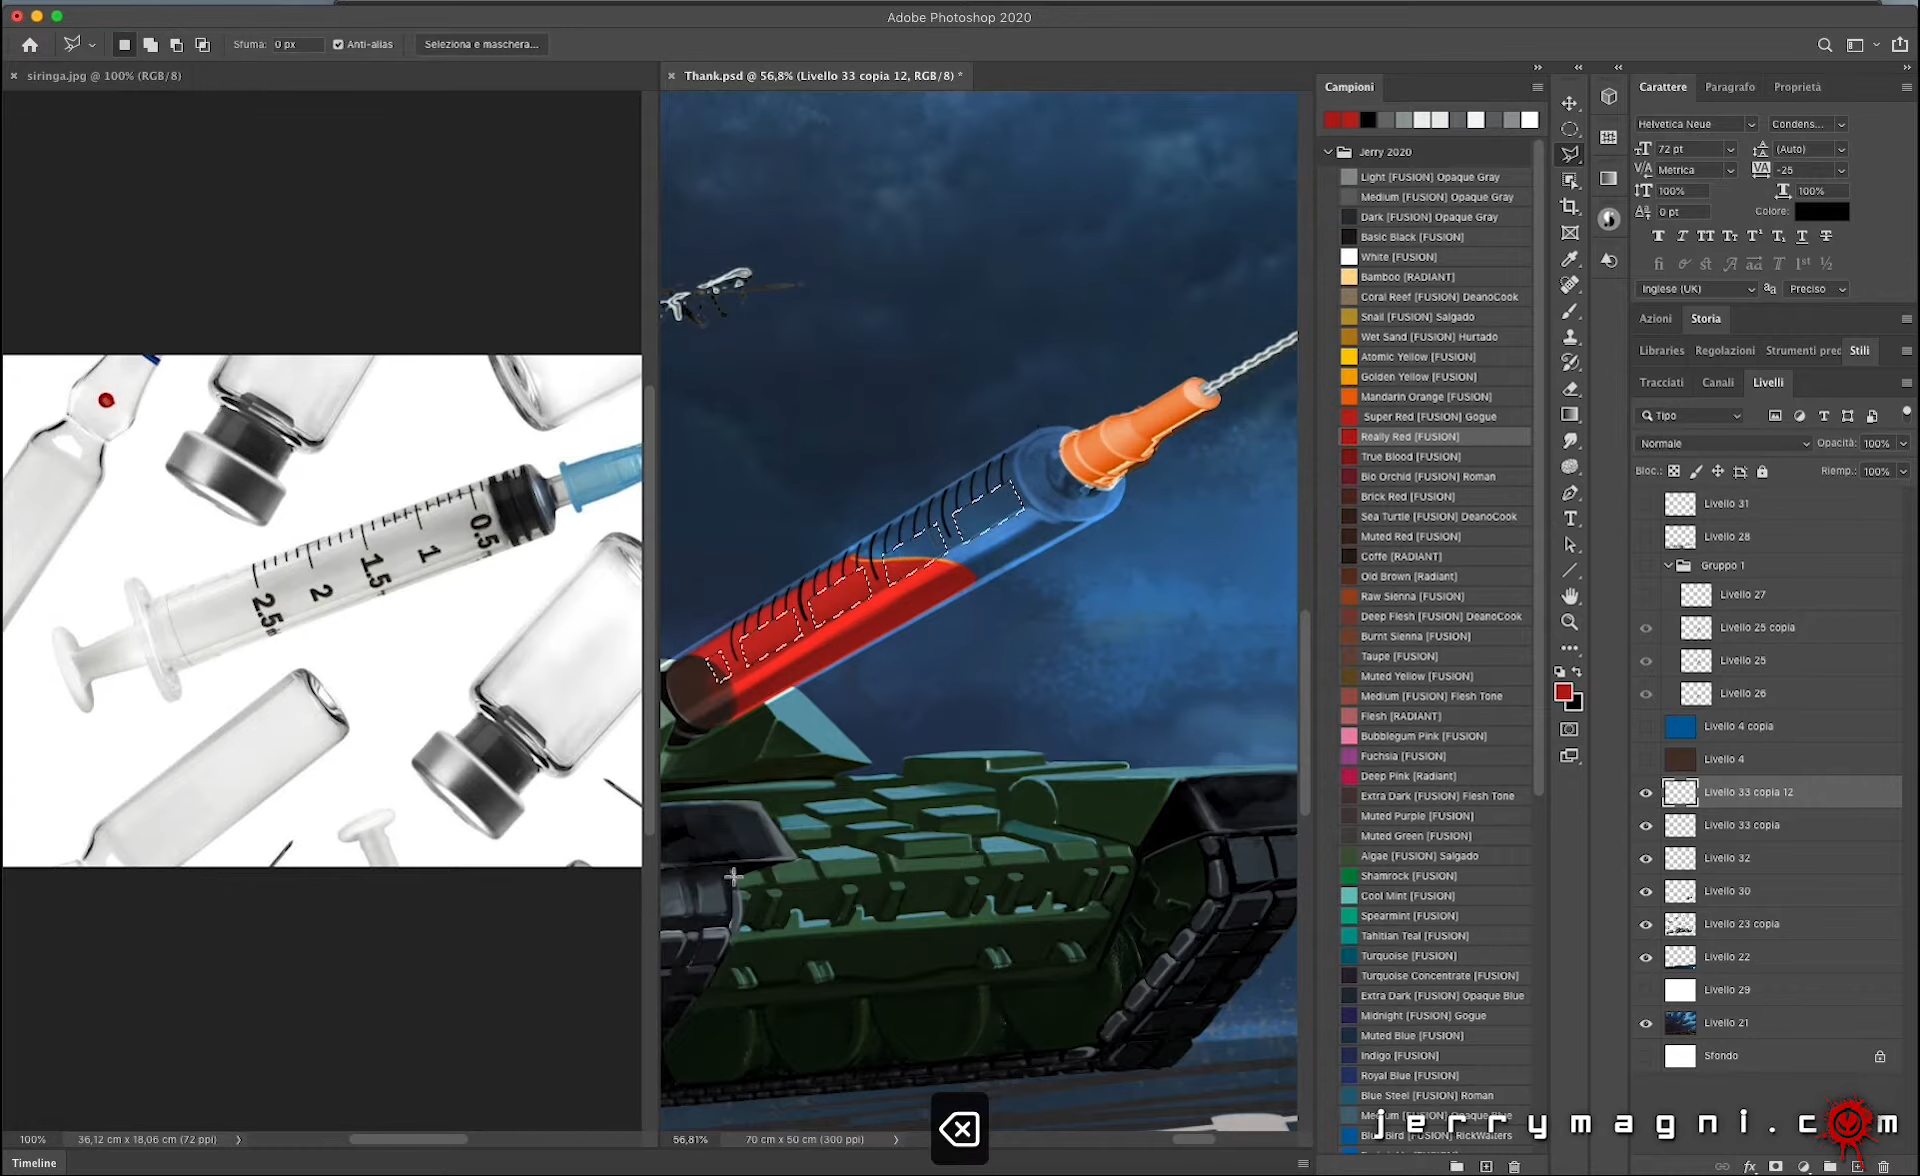 Adobe Photoshop 2020
Sfuma: 0 px Anti-alias Seleziona e maschera...
siringa.jpg @ 100% (RGB/8)
Thank.psd @ 56,8% (Livello 33 copia 12, RGB/8) *
Campioni
Jerry 2020
Light [FUSION] Opaque Gray
Medium [FUSION] Opaque Gray
Dark [FUSION] Opaque Gray
Basic Black [FUSION]
White [FUSION]
Bamboo [RADIANT]
Coral Reef [FUSION] DeanoCook
Snail [FUSION] Salgado
Wet Sand [FUSION] Hurtado
Atomic Yellow [FUSION]
Golden Yellow [FUSION]
Mandarin Orange [FUSION]
Super Red [FUSION] Gogue
Really Red [FUSION]
True Blood [FUSION]
Bio Orchid [FUSION] Roman
Brick Red [FUSION]
Sea Turtle [FUSION] DeanoCook
Muted Red [FUSION]
Coffe [RADIANT]
Old Brown [Radiant]
Raw Sienna [FUSION]
Deep Flesh [FUSION] DeanoCook
Burnt Sienna [FUSION]
Taupe [FUSION]
Muted Yellow [FUSION]
Medium [FUSION] Flesh Tone
Flesh [RADIANT]
Bubblegum Pink [FUSION]
Fuchsia [FUSION]
Deep Pink [Radiant]
Extra Dark [FUSION] Flesh Tone
Muted Purple [FUSION]
Muted Green [FUSION]
Algae [FUSION] Salgado
Shamrock [FUSION]
Cool Mint [FUSION]
Spearmint [FUSION]
Tahitian Teal [FUSION]
Turquoise [FUSION]
Turquoise Concentrate [FUSION]
Extra Dark [FUSION] Opaque Blue
Midnight [FUSION] Gogue
Muted Blue [FUSION]
Indigo [FUSION]
Royal Blue [FUSION]
Blue Steel [FUSION] Roman
Medium [FUSION] Opaque Blue
Blue Bird [FUSION] RickWalters
Carattere Paragrafo Proprietà
Helvetica Neue Condens...
72 pt (Auto)
Metrica -25
100% 100%
0 pt Colore:
Inglese (UK) Preciso
Azioni Storia
Libraries Regolazioni Strumenti pred Stili
Tracciati Canali Livelli
Tipo
Normale Opacità: 100%
Bloc.: Riemp.: 100%
Livello 31
Livello 28
Gruppo 1
Livello 27
Livello 25 copia
Livello 25
Livello 26
Livello 4 copia
Livello 4
Livello 33 copia 12
Livello 33 copia
Livello 32
Livello 30
Livello 23 copia
Livello 22
Livello 29
Livello 21
Sfondo
0.5
1
1.5
2
2.5
100% 36,12 cm x 18,06 cm (72 ppi)
56,81% 70 cm x 50 cm (300 ppi)
Timeline
jerrymagni.com